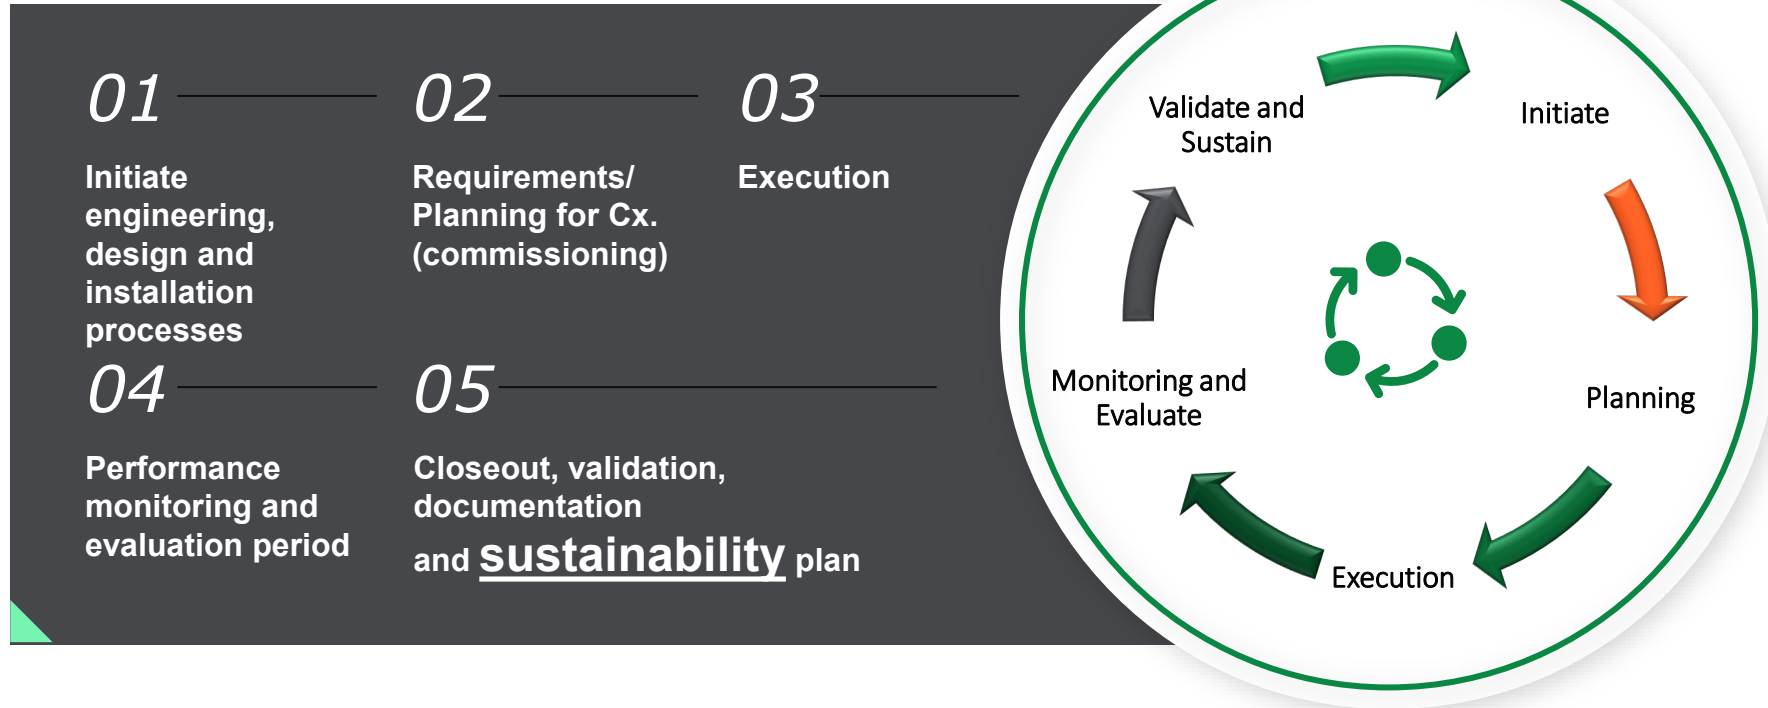 01
Initiate
engineering,
design and
installation
processes
02
Requirements/
Planning for Cx.
(commissioning)
03
Execution
04
Performance
monitoring and
evaluation period
05
Closeout, validation,
documentation
and sustainability plan
Validate and
Sustain
Initiate
Planning
Execution
Monitoring and
Evaluate